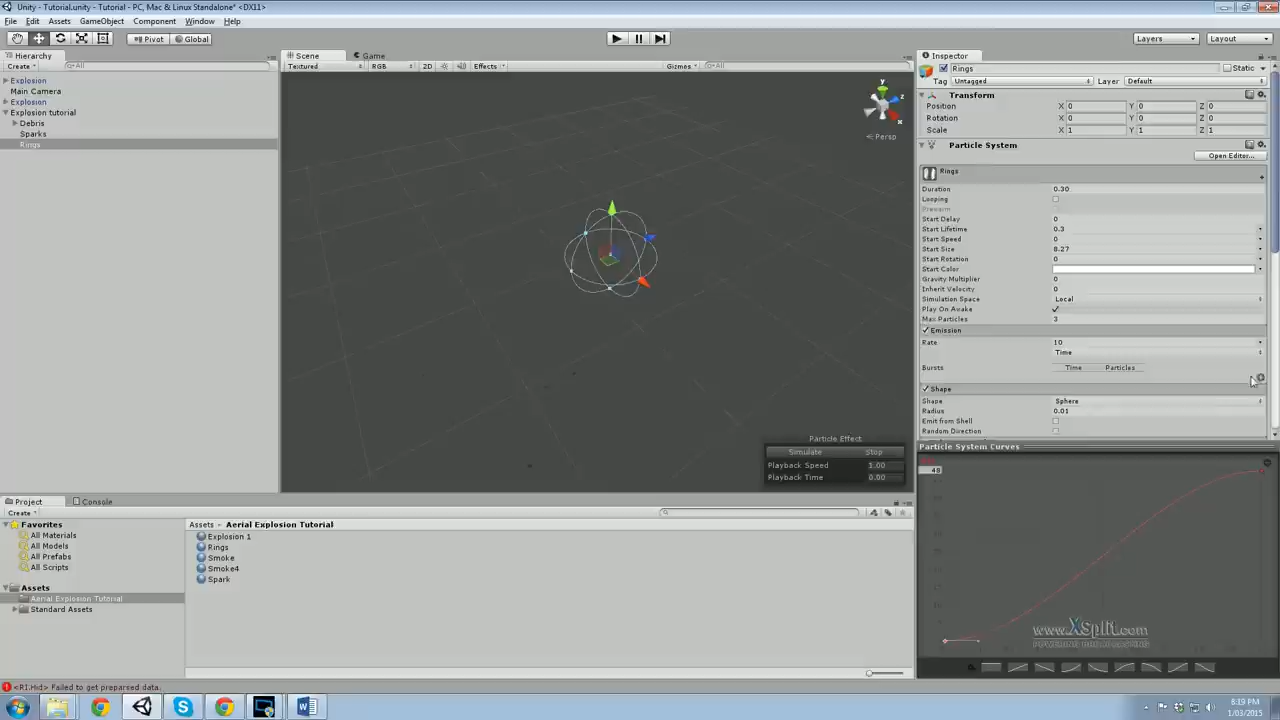 Unity - Tutorial.unity - Tutorial - PC, Mac & Linux Standalone* <DX11>
File Edit Assets GameObject Component Window Help
Pivot Global Layers Layout
Hierarchy
Create All
Explosion
Main Camera
Explosion
Explosion tutorial
Debris
Sparks
Rings
Scene Game
Textured RGB 2D Effects Gizmos All
y
z
x
Persp
Particle Effect
Simulate Stop
Playback Speed 1.00
Playback Time 0.00
Inspector
Rings Static
Tag Untagged Layer Default
Transform
Position X 0 Y 0 Z 0
Rotation X 0 Y 0 Z 0
Scale X 1 Y 1 Z 1
Particle System
Open Editor...
Rings
Duration 0.30
Looping
Prewarm
Start Delay 0
Start Lifetime 0.3
Start Speed 0
Start Size 8.27
Start Rotation 0
Start Color
Gravity Multiplier 0
Inherit Velocity 0
Simulation Space Local
Play On Awake
Max Particles 3
Emission
Rate 10
Time
Bursts Time Particles
Shape
Shape Sphere
Radius 0.01
Emit from Shell
Random Direction
Particle System Curves
48
www.XSplit.com
Project Console
Create
Favorites
All Materials
All Models
All Prefabs
All Scripts
Assets
Aerial Explosion Tutorial
Standard Assets
Assets Aerial Explosion Tutorial
Explosion 1
Rings
Smoke
Smoke4
Spark
<R1.Hid> Failed to get preparsed data.
8:19 PM
1/03/2015